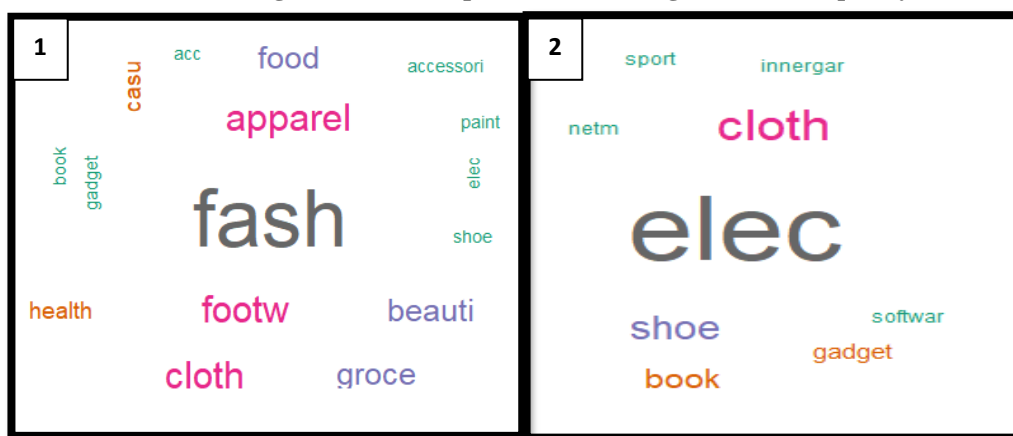 1
acc
food
accessori
casu
apparel
paint
book
gadget
elec
fash
shoe
health
footw
beauti
cloth
groce
2
sport
innergar
netm
cloth
elec
shoe
softwar
gadget
book